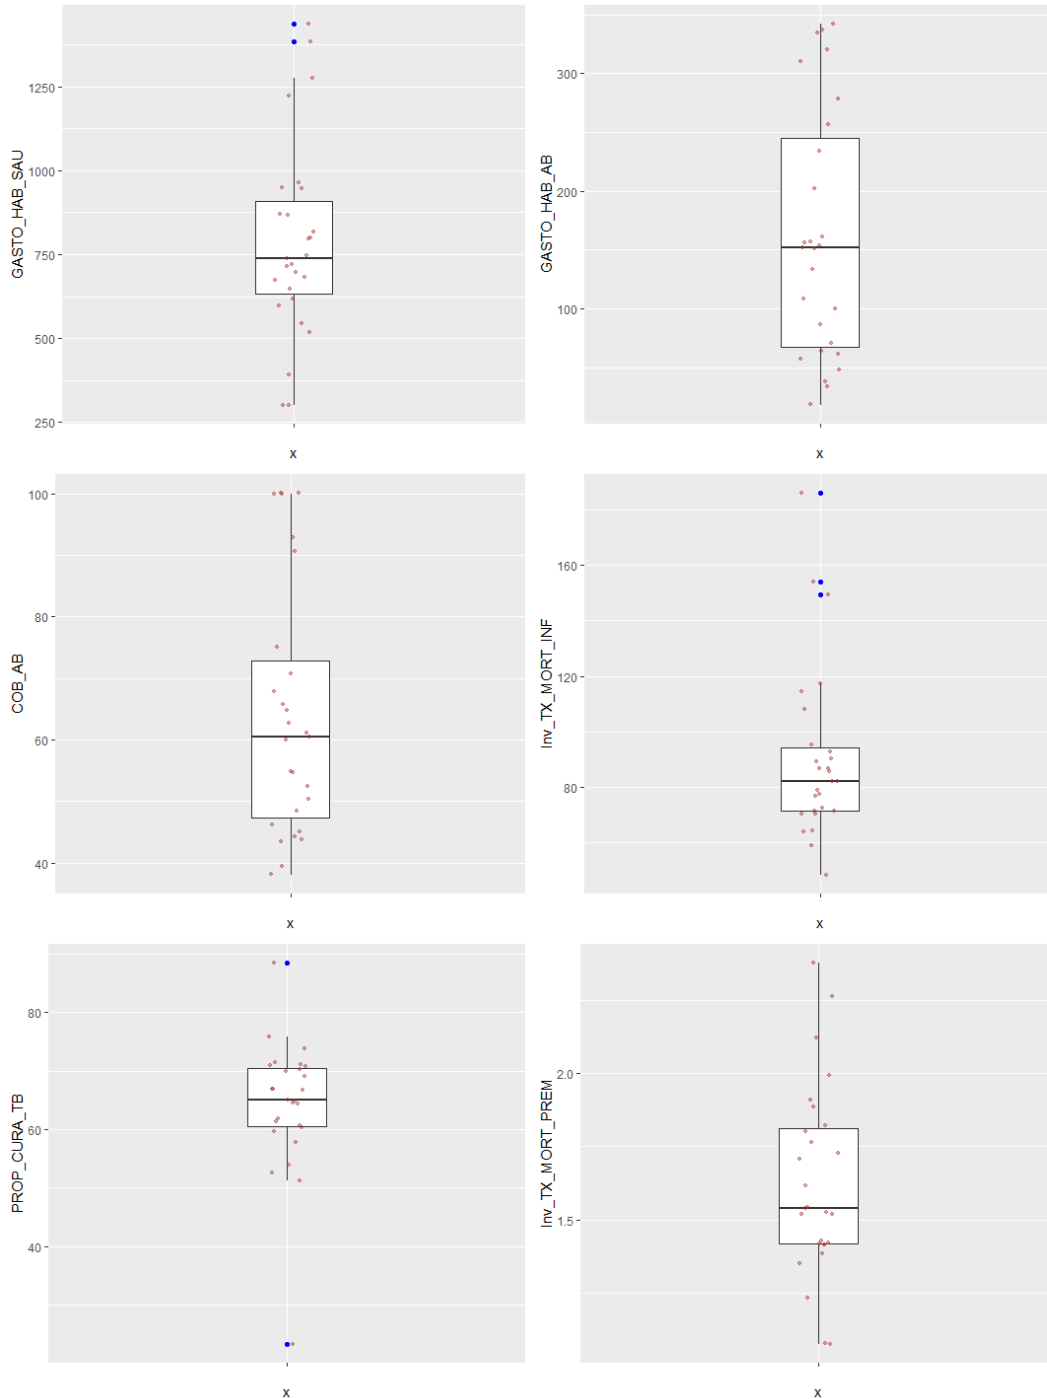 GASTO_HAB_SAU
1250
1000
750
500
250
x
GASTO_HAB_AB
300
200
100
x
COB_AB
100
80
60
40
x
Inv_TX_MORT_INF
160
120
80
x
PROP_CURA_TB
80
60
40
x
Inv_TX_MORT_PREM
2.0
1.5
x